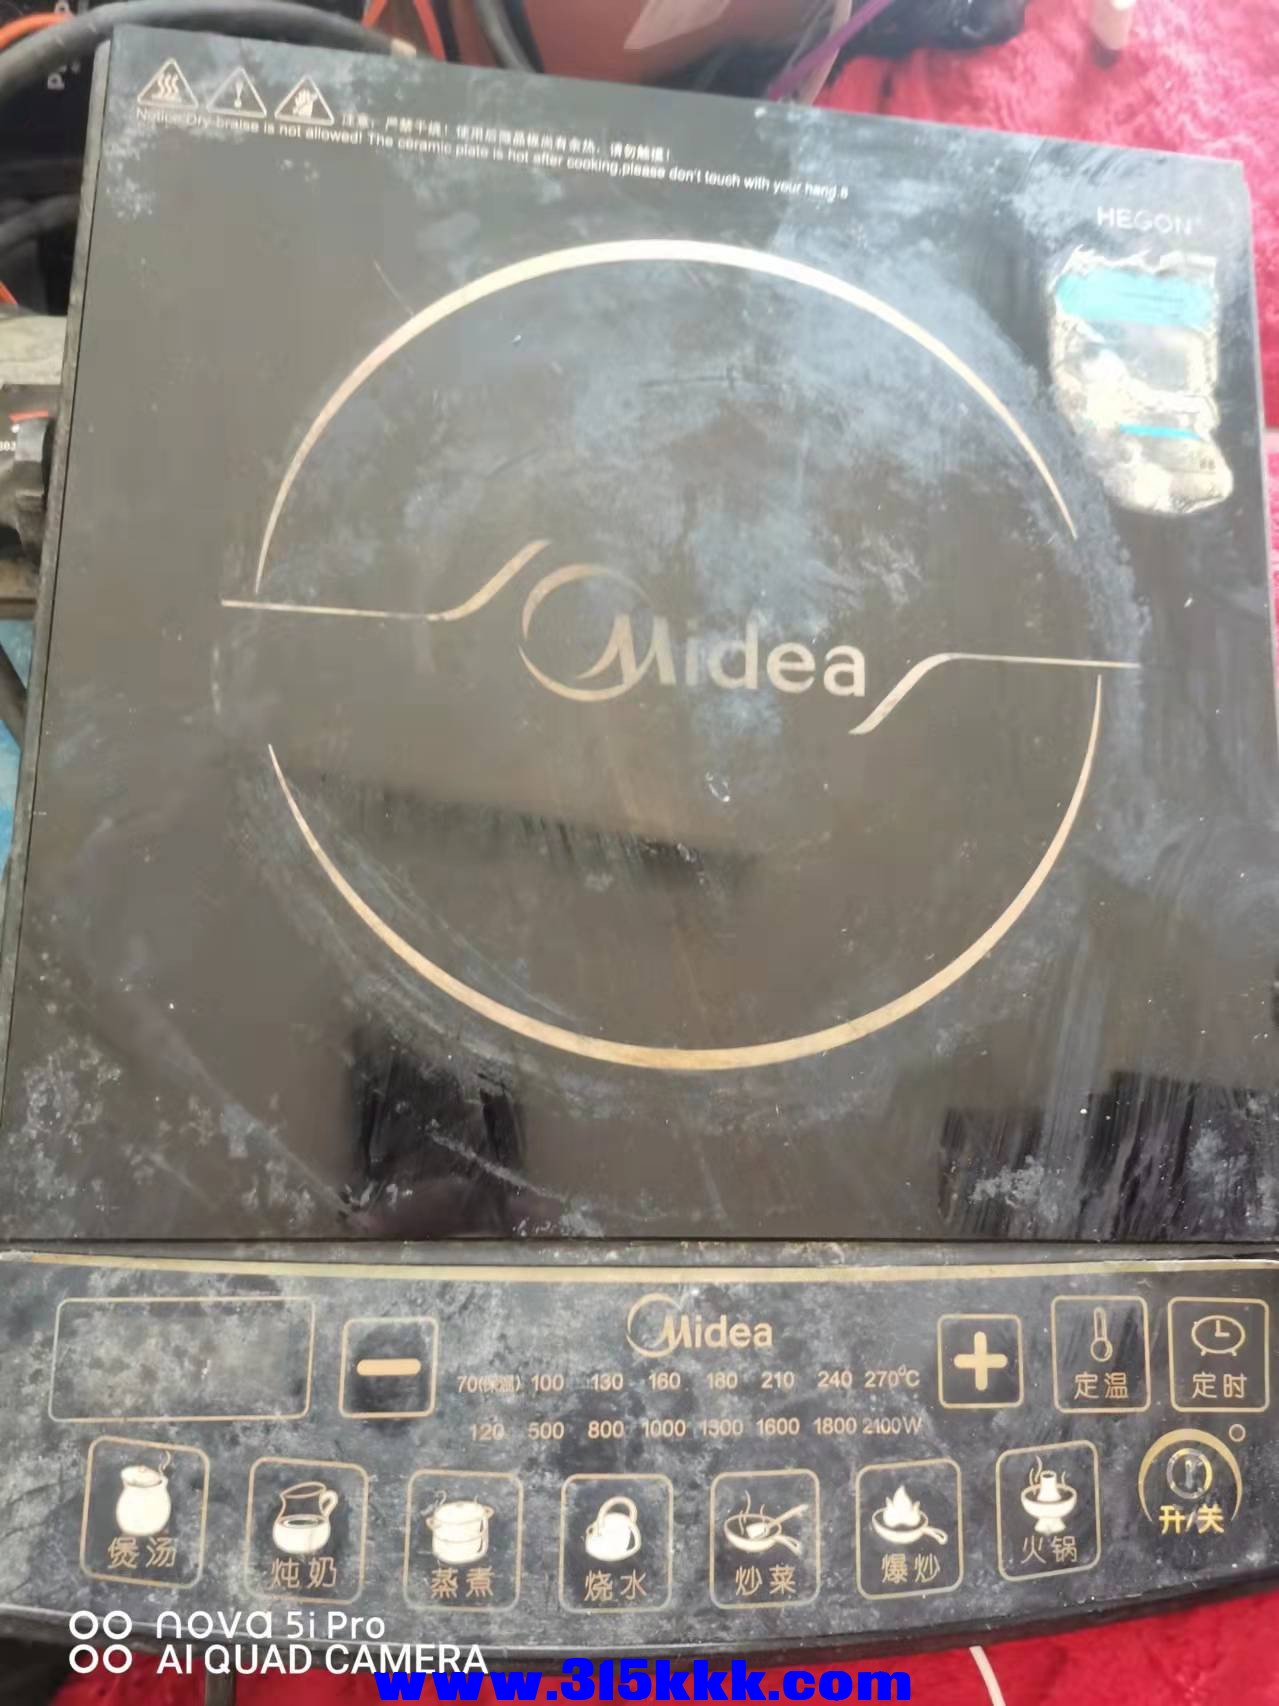 注意：严禁干烧！使用后陶晶板尚有余热，请勿触摸！
Notice:Dry-braise is not allowed! The ceramic plate is hot after cooking,please don't touch with your hang.s
HEGON
Midea
Midea
70(保温) 100 130 160 180 210 240 270°C
120 500 800 1000 1300 1600 1800 2100W
定温
定时
煲汤
炖奶
蒸煮
烧水
炒菜
爆炒
火锅
开/关
nova 5i Pro
AI QUAD CAMERA
www.315kkk.com